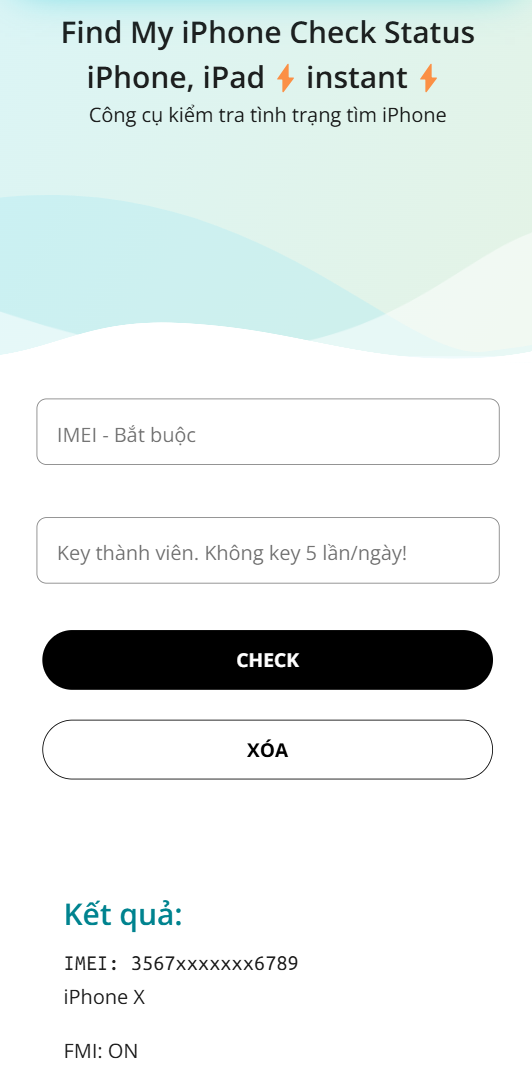 Find My iPhone Check Status
iPhone, iPad ⚡ instant ⚡
Công cụ kiểm tra tình trạng tìm iPhone
IMEI - Bắt buộc
Key thành viên. Không key 5 lần/ngày!
CHECK
XÓA
Kết quả:
IMEI: 3567xxxxxxx6789
iPhone X
FMI: ON